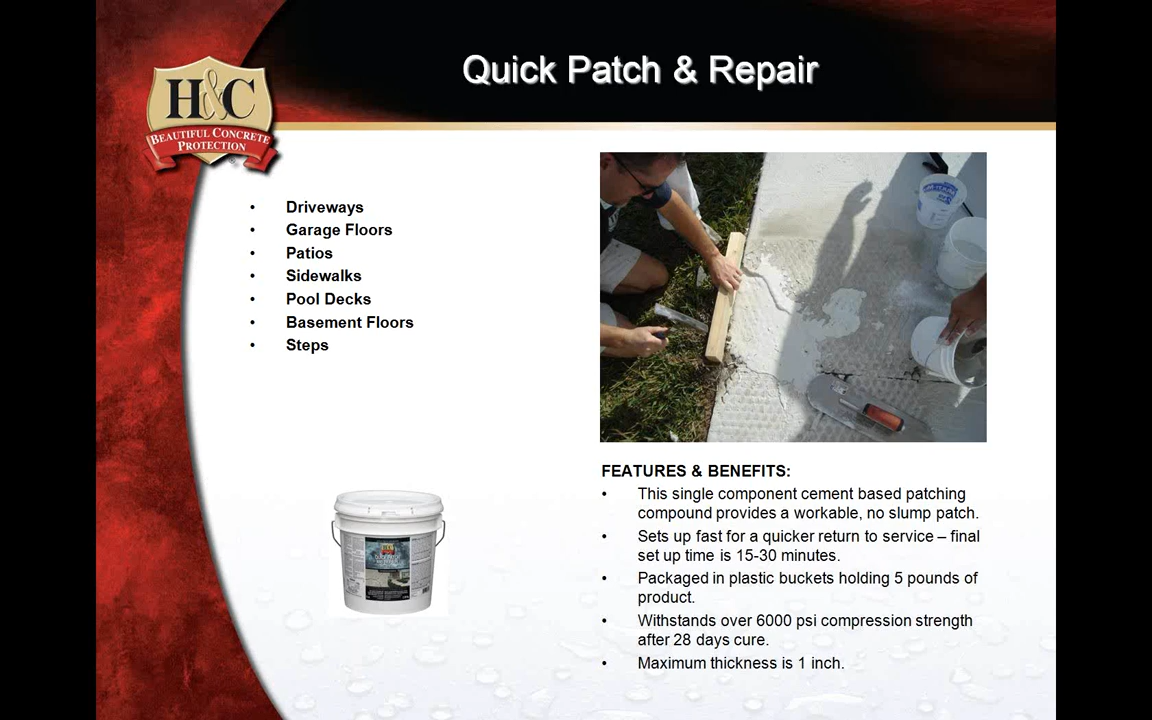 Quick Patch & Repair
H&C
BEAUTIFUL CONCRETE
PROTECTION
®
• Driveways
• Garage Floors
• Patios
• Sidewalks
• Pool Decks
• Basement Floors
• Steps
FEATURES & BENEFITS:
• This single component cement based patching
compound provides a workable, no slump patch.
• Sets up fast for a quicker return to service – final
set up time is 15-30 minutes.
• Packaged in plastic buckets holding 5 pounds of
product.
• Withstands over 6000 psi compression strength
after 28 days cure.
• Maximum thickness is 1 inch.